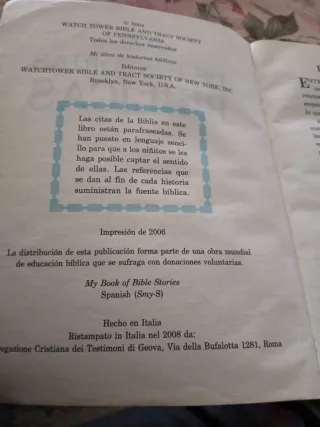 © 2004
WATCH TOWER BIBLE AND TRACT SOCIETY
OF PENNSYLVANIA
Todos los derechos reservados
Mi libro de historias bíblicas
Editores
WATCHTOWER BIBLE AND TRACT SOCIETY OF NEW YORK, INC.
Brooklyn, New York, U.S.A.
Las citas de la Biblia en este
libro están parafraseadas. Se
han puesto en lenguaje senci-
llo para que a los niñitos se les
haga posible captar el sentido
de ellas. Las referencias que
se dan al fin de cada historia
suministran la fuente bíblica.
Impresión de 2006
La distribución de esta publicación forma parte de una obra mundial
de educación bíblica que se sufraga con donaciones voluntarias.
My Book of Bible Stories
Spanish (Smy-S)
Hecho en Italia
Ristampato in Italia nel 2008 da:
egazione Cristiana dei Testimoni di Geova, Via della Bufalotta 1281, Roma